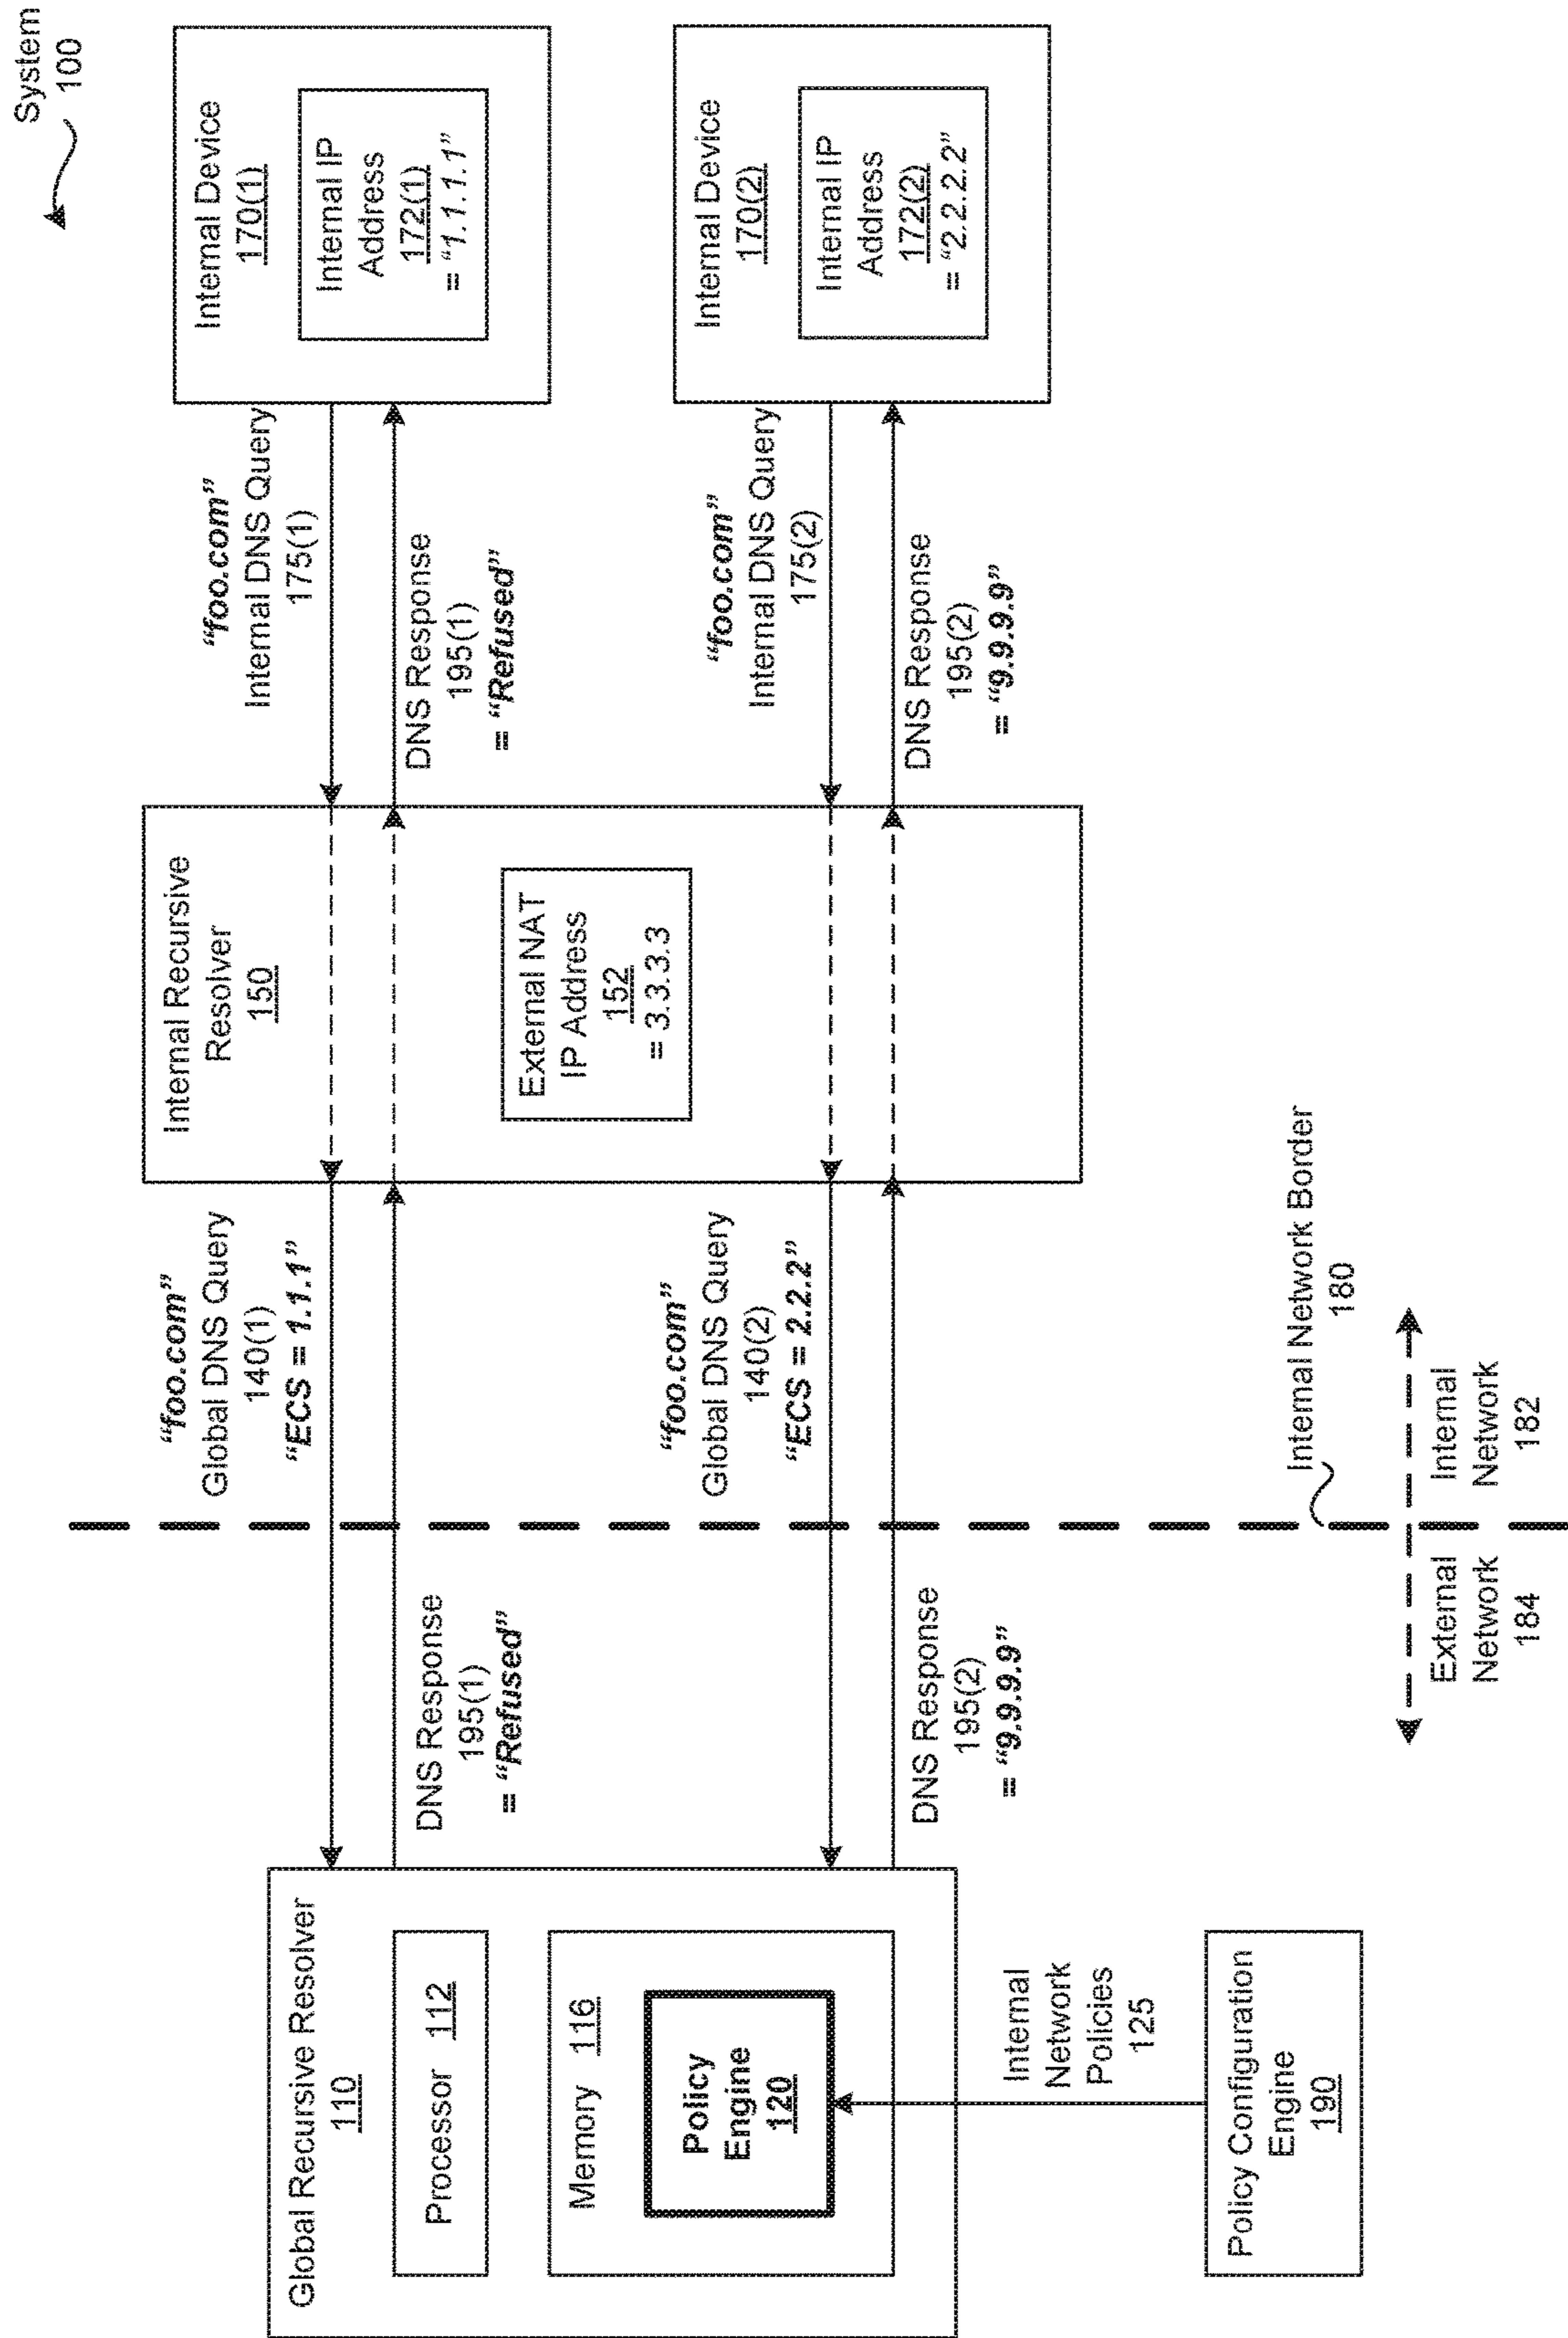 System
100
Global Recursive Resolver
110
Processor 112
Memory 116
Policy
Engine
120
Internal
Network
Policies
125
Policy Configuration
Engine
190
"foo.com"
Global DNS Query
140(1)
"ECS = 1.1.1"
DNS Response
195(1)
= "Refused"
"foo.com"
Global DNS Query
140(2)
"ECS = 2.2.2"
DNS Response
195(2)
= "9.9.9.9"
Internal Network Border
180
External
Network
184
Internal
Network
182
Internal Recursive
Resolver
150
External NAT
IP Address
152
= 3.3.3.3
"foo.com"
Internal DNS Query
175(1)
DNS Response
195(1)
= "Refused"
"foo.com"
Internal DNS Query
175(2)
DNS Response
195(2)
= "9.9.9.9"
Internal Device
170(1)
Internal IP
Address
172(1)
= "1.1.1.1"
Internal Device
170(2)
Internal IP
Address
172(2)
= "2.2.2.2"